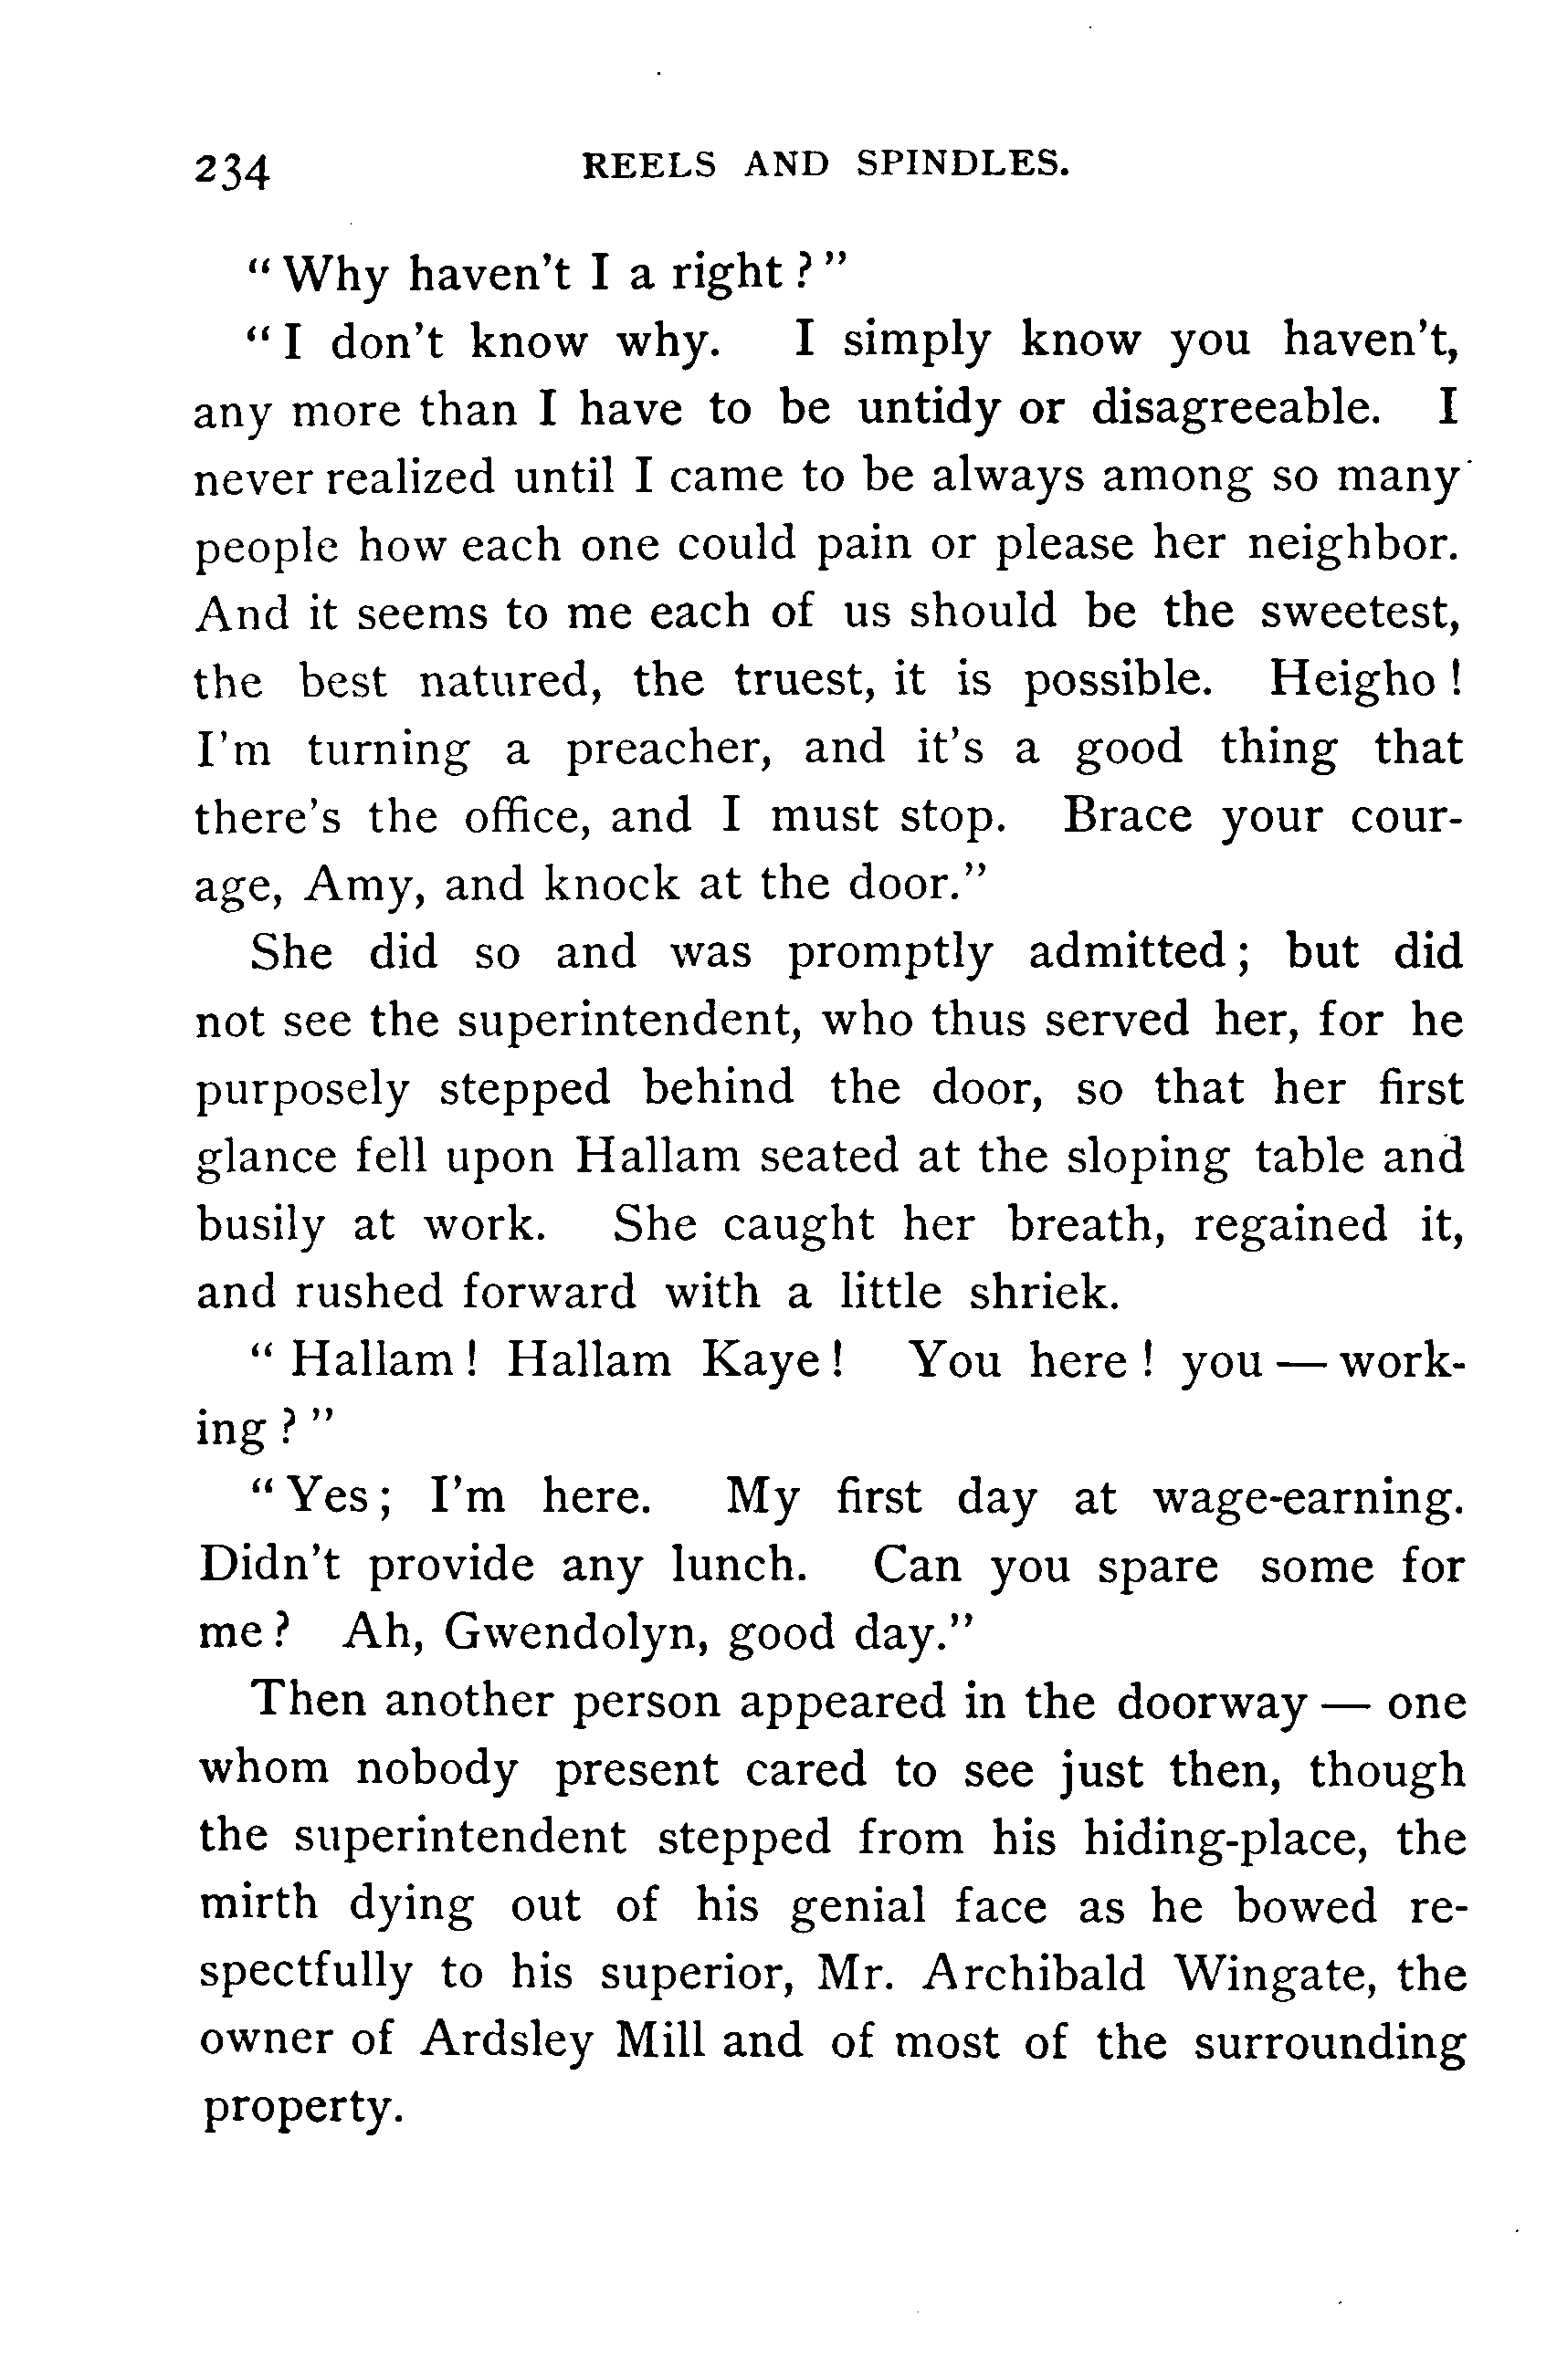 234 REELS AND SPINDLES.
"Why haven't I a right?"
"I don't know why. I simply know you haven't,
any more than I have to be untidy or disagreeable. I
never realized until I came to be always among so many
people how each one could pain or please her neighbor.
And it seems to me each of us should be the sweetest,
the best natured, the truest, it is possible. Heigho!
I'm turning a preacher, and it's a good thing that
there's the office, and I must stop. Brace your cour-
age, Amy, and knock at the door."
She did so and was promptly admitted; but did
not see the superintendent, who thus served her, for he
purposely stepped behind the door, so that her first
glance fell upon Hallam seated at the sloping table and
busily at work. She caught her breath, regained it,
and rushed forward with a little shriek.
"Hallam! Hallam Kaye! You here! you — work-
ing?"
"Yes; I'm here. My first day at wage-earning.
Didn't provide any lunch. Can you spare some for
me? Ah, Gwendolyn, good day."
Then another person appeared in the doorway — one
whom nobody present cared to see just then, though
the superintendent stepped from his hiding-place, the
mirth dying out of his genial face as he bowed re-
spectfully to his superior, Mr. Archibald Wingate, the
owner of Ardsley Mill and of most of the surrounding
property.